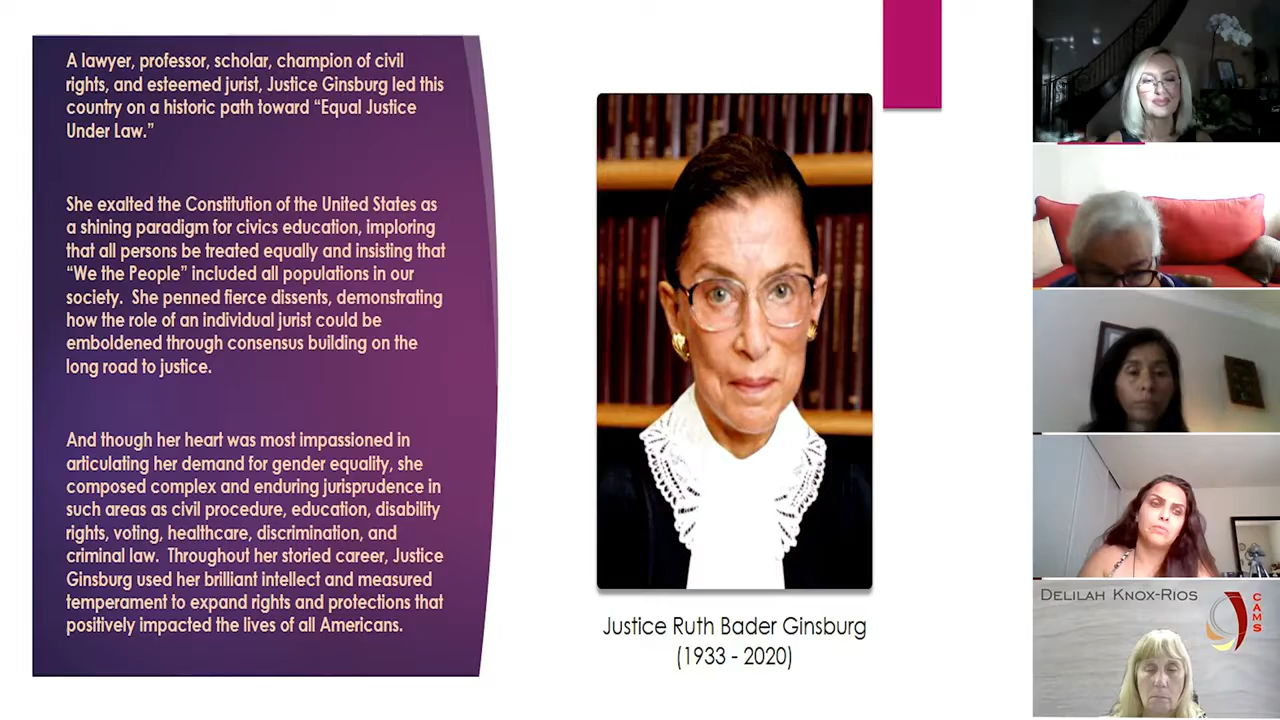 A lawyer, professor, scholar, champion of civil
rights, and esteemed jurist, Justice Ginsburg led this
country on a historic path toward “Equal Justice
Under Law.”
She exalted the Constitution of the United States as
a shining paradigm for civics education, imploring
that all persons be treated equally and insisting that
“We the People” included all populations in our
society.  She penned fierce dissents, demonstrating
how the role of an individual jurist could be
emboldened through consensus building on the
long road to justice.
And though her heart was most impassioned in
articulating her demand for gender equality, she
composed complex and enduring jurisprudence in
such areas as civil procedure, education, disability
rights, voting, healthcare, discrimination, and
criminal law.  Throughout her storied career, Justice
Ginsburg used her brilliant intellect and measured
temperament to expand rights and protections that
positively impacted the lives of all Americans.
Justice Ruth Bader Ginsburg
(1933 - 2020)
Delilah Knox-Rios
CAMS